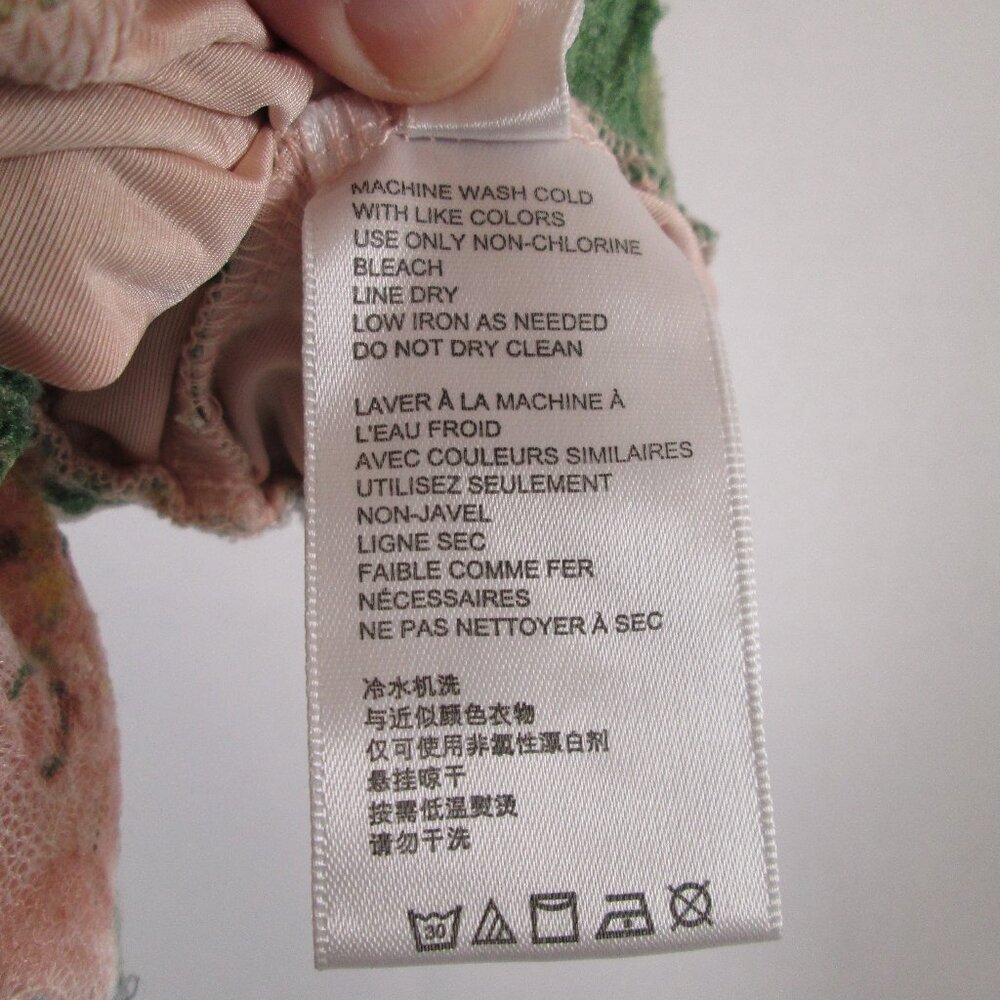 MACHINE WASH COLD
WITH LIKE COLORS
USE ONLY NON-CHLORINE
BLEACH
LINE DRY
LOW IRON AS NEEDED
DO NOT DRY CLEAN
LAVER À LA MACHINE À
L'EAU FROID
AVEC COULEURS SIMILAIRES
UTILISEZ SEULEMENT
NON-JAVEL
LIGNE SEC
FAIBLE COMME FER
NÉCESSAIRES
NE PAS NETTOYER À SEC
冷水机洗
与近似颜色衣物
仅可使用非氯性漂白剂
悬挂晾干
按需低温熨烫
请勿干洗
30